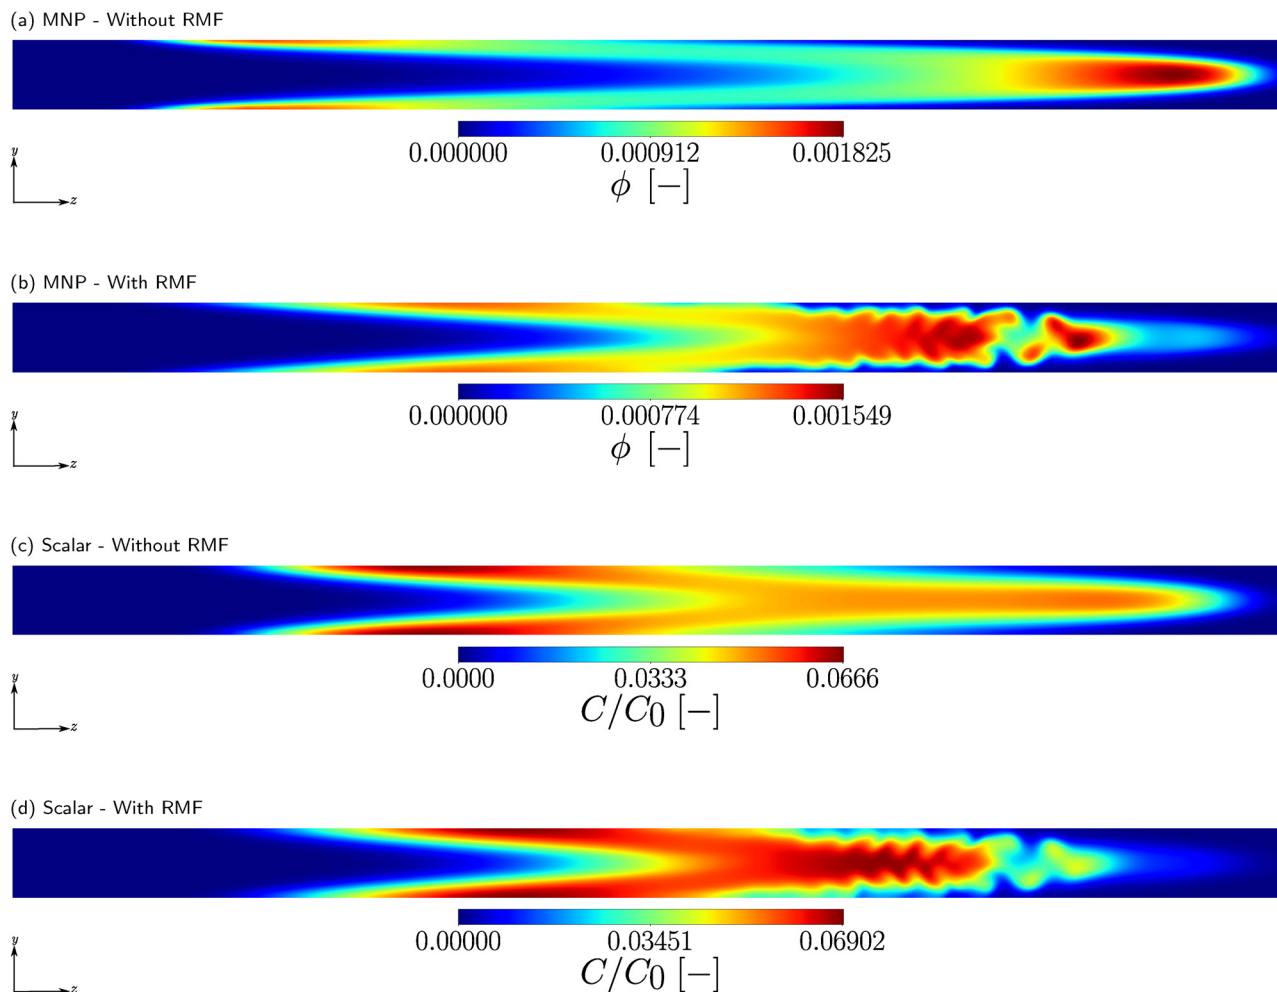 (a) MNP - Without RMF
0.000000 0.000912 0.001825
ϕ [−]
y
z
(b) MNP - With RMF
0.000000 0.000774 0.001549
ϕ [−]
y
z
(c) Scalar - Without RMF
0.0000 0.0333 0.0666
C/C0 [−]
y
z
(d) Scalar - With RMF
0.00000 0.03451 0.06902
C/C0 [−]
y
z